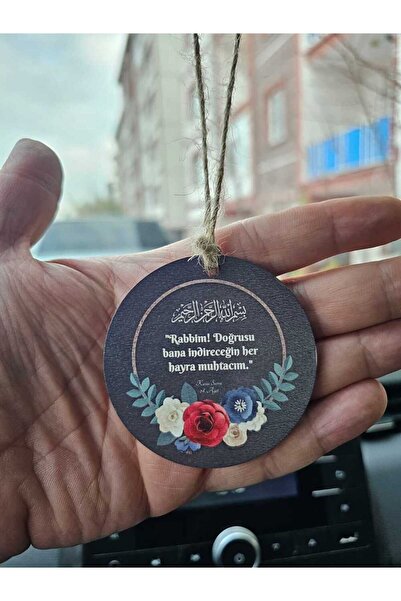 بسم الله الرحمن الرحيم
"Rabbim! Doğrusu
bana indireceğin her
hayra muhtacım."
Kasas Suresi
24. Ayet